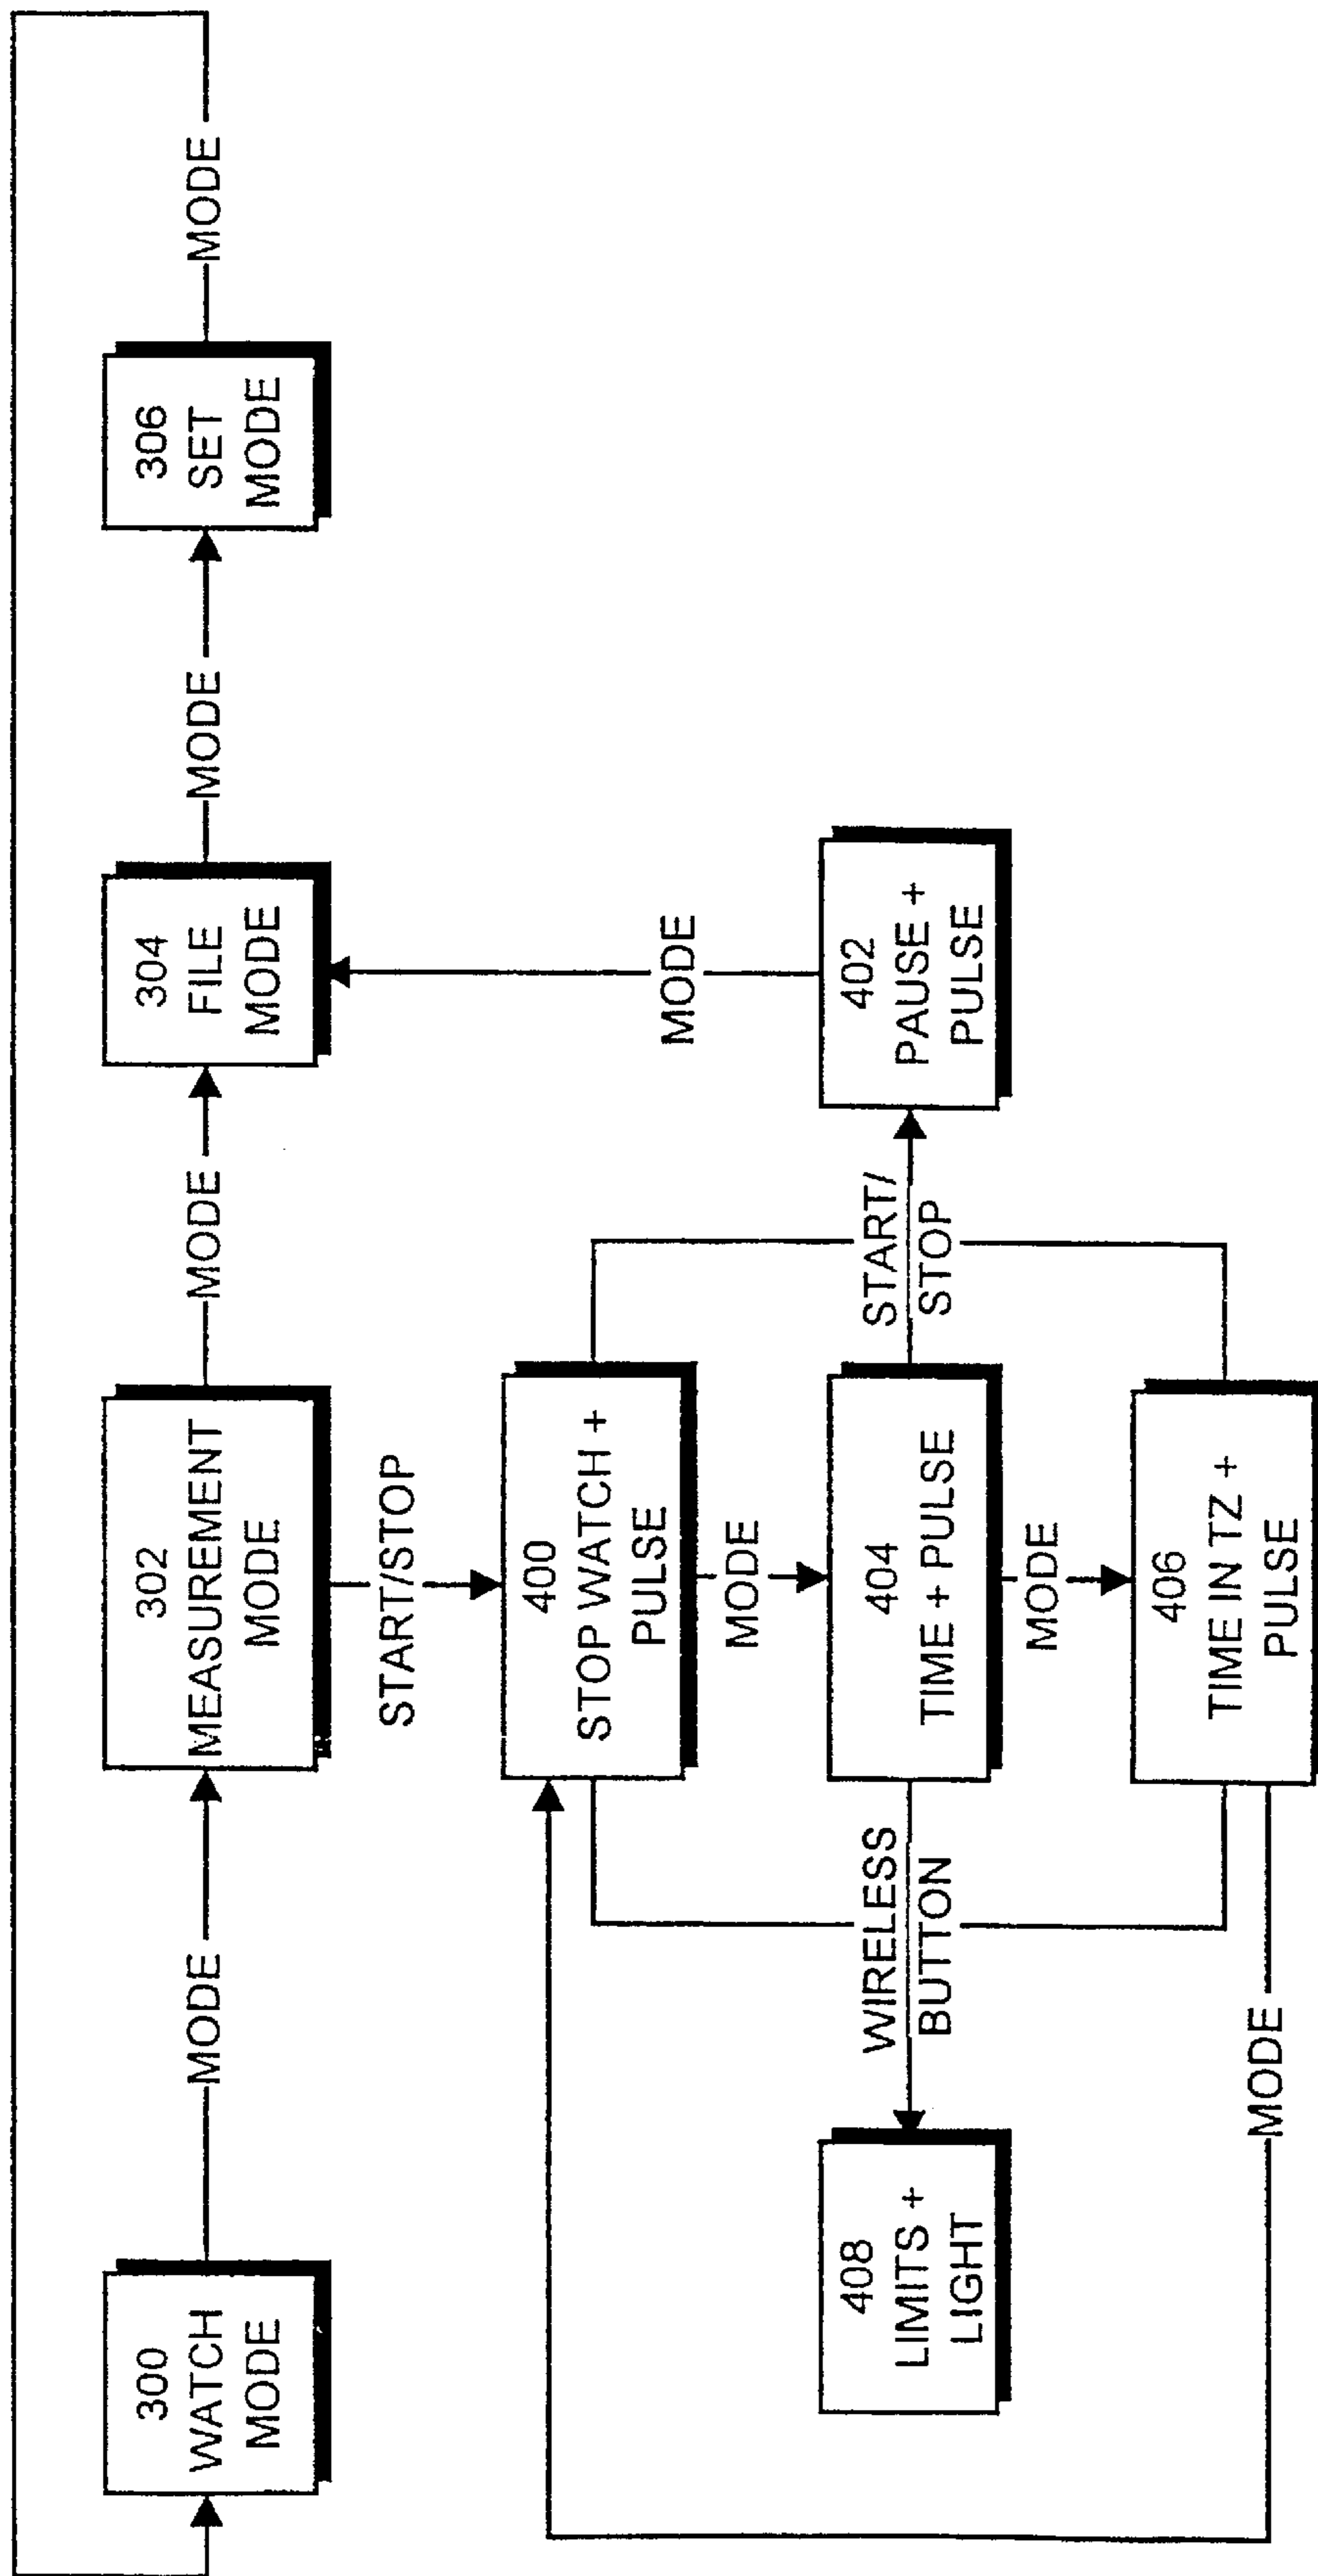 MODE
300
WATCH
MODE
MODE
302
MEASUREMENT
MODE
MODE
304
FILE
MODE
MODE
306
SET
MODE
START/STOP
MODE
400
STOP WATCH +
PULSE
MODE
408
LIMITS +
LIGHT
WIRELESS
BUTTON
404
TIME + PULSE
START/
STOP
402
PAUSE +
PULSE
MODE
406
TIME IN TZ +
PULSE
MODE